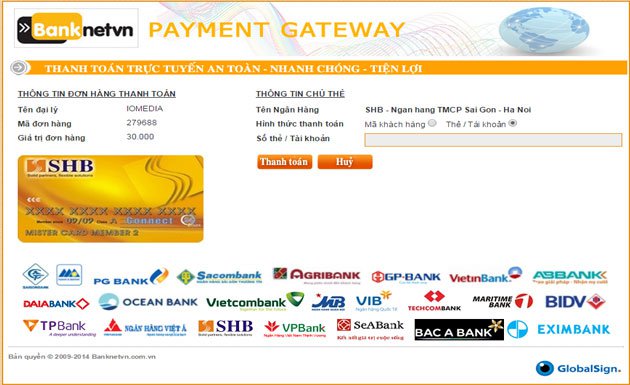 Banknetvn PAYMENT GATEWAY
THANH TOÁN TRỰC TUYẾN AN TOÀN - NHANH CHÓNG - TIỆN LỢI
THÔNG TIN ĐƠN HÀNG THANH TOÁN
Tên đại lý IOMEDIA
Mã đơn hàng 279688
Giá trị đơn hàng 30.000
THÔNG TIN CHỦ THẺ
Tên Ngân Hàng SHB - Ngan hang TMCP Sai Gon - Ha Noi
Hình thức thanh toán Mã khách hàng Thẻ / Tài khoản
Số thẻ / Tài khoản
Thanh toán Huỷ
SHB
Solid partners, flexible solutions
XXXX XXXX XXXX XXXX
Member since 09/09 Class A Connect
MISTER CARD MEMBER 2
SAIGONBANK MB PG BANK Sacombank AGRIBANK GP·BANK VietinBank ABBANK
DAIABANK OCEAN BANK Vietcombank MHB VIB TECHCOMBANK MARITIME BANK BIDV
TPBank NGÂN HÀNG VIỆT Á SHB VPBank SeABank BAC A BANK EXIMBANK
Bản quyền © 2009-2014 Banknetvn.com.vn
GlobalSign.